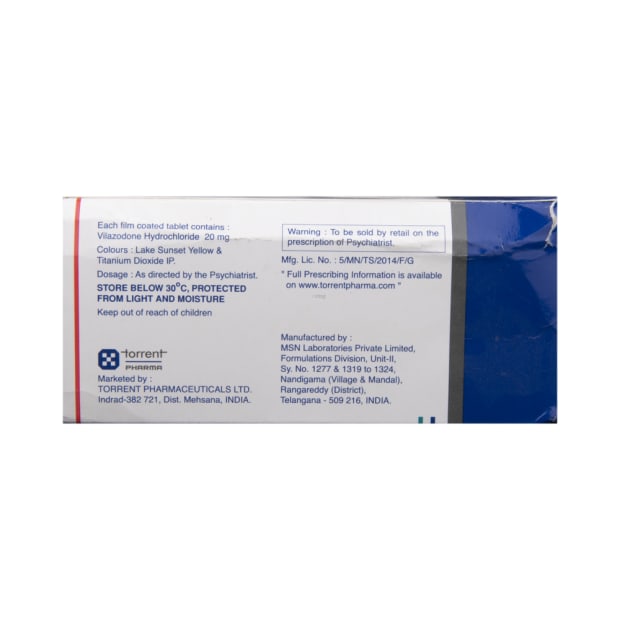 Each film coated tablet contains :
Vilazodone Hydrochloride 20 mg
Colours : Lake Sunset Yellow &
Titanium Dioxide IP.
Dosage : As directed by the Psychiatrist.
STORE BELOW 30°C, PROTECTED
FROM LIGHT AND MOISTURE
Keep out of reach of children
torrent
PHARMA
Marketed by :
TORRENT PHARMACEUTICALS LTD.
Indrad-382 721, Dist. Mehsana, INDIA.
Warning : To be sold by retail on the
prescription of Psychiatrist.
Mfg. Lic. No. : 5/MN/TS/2014/F/G
" Full Prescribing Information is available
on www.torrentpharma.com "
Manufactured by :
MSN Laboratories Private Limited,
Formulations Division, Unit-II,
Sy. No. 1277 & 1319 to 1324,
Nandigama (Village & Mandal),
Rangareddy (District),
Telangana - 509 216, INDIA.